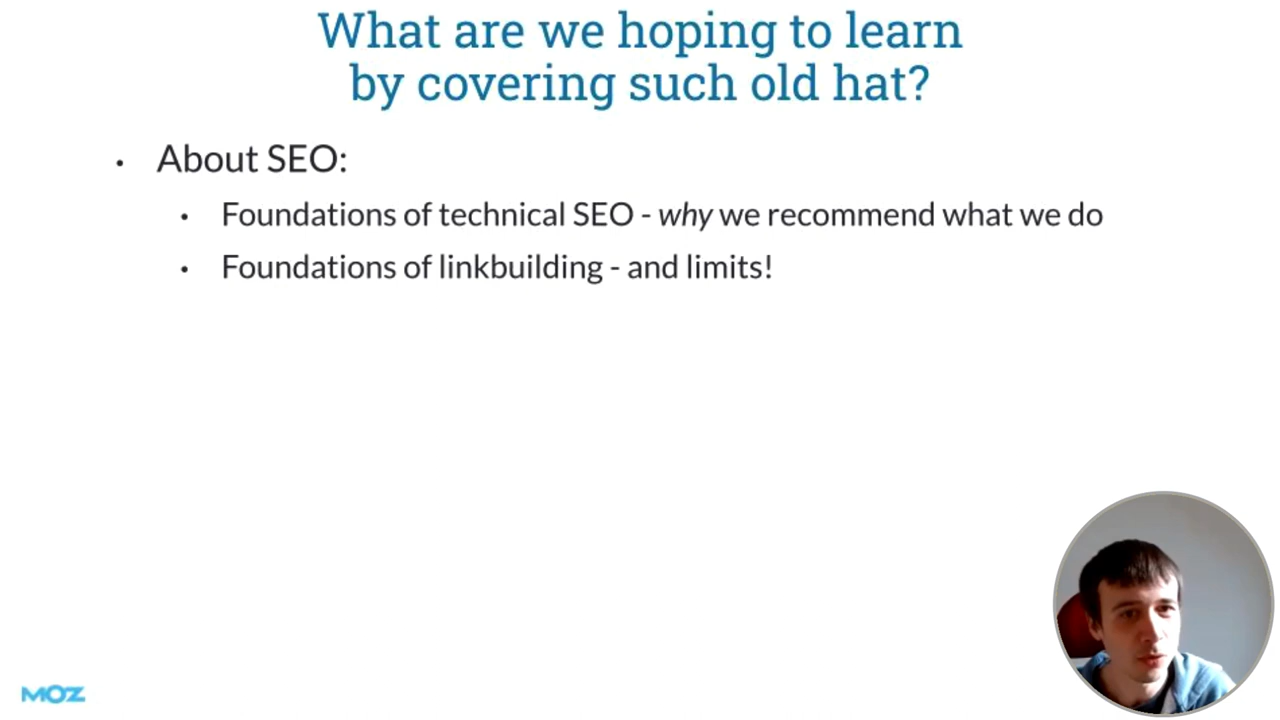 What are we hoping to learn
by covering such old hat?
• About SEO:
• Foundations of technical SEO - why we recommend what we do
• Foundations of linkbuilding - and limits!
MOZ